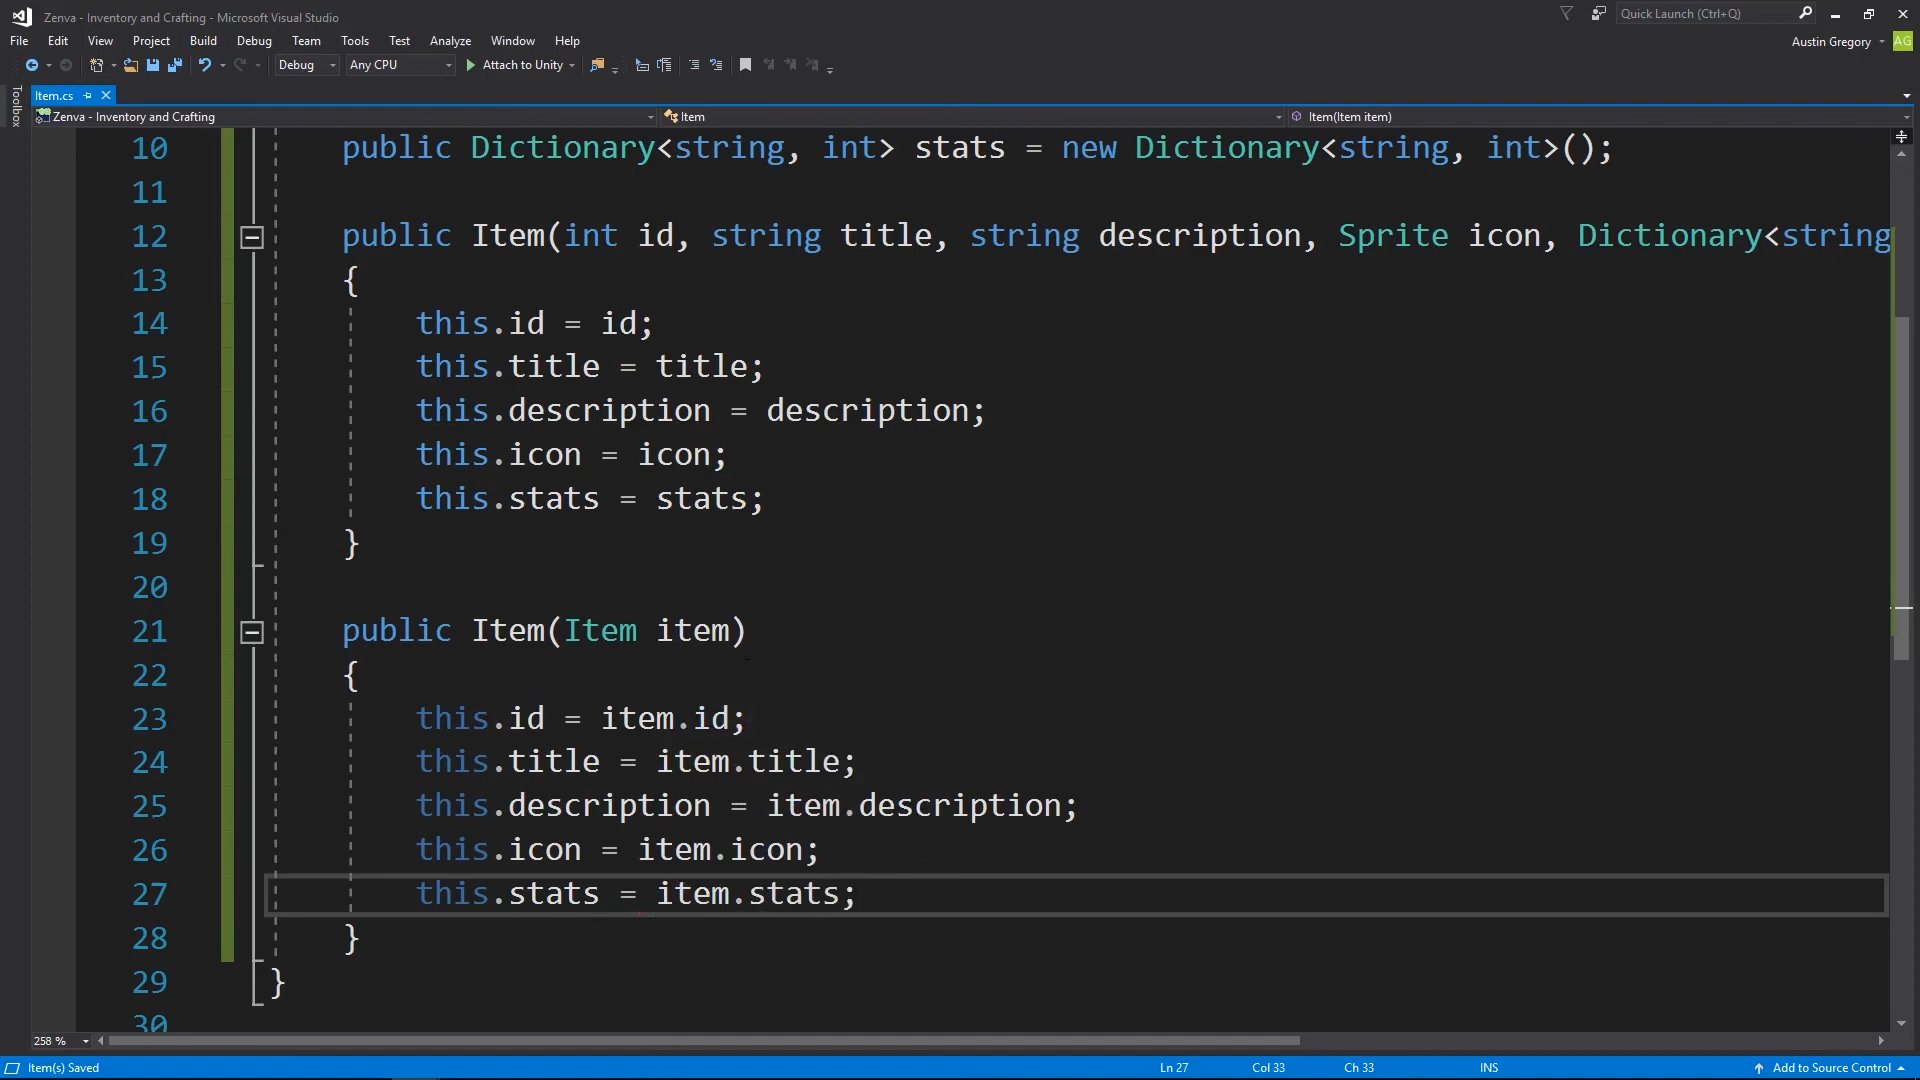 Zenva - Inventory and Crafting - Microsoft Visual Studio
Quick Launch (Ctrl+Q)
File Edit View Project Build Debug Team Tools Test Analyze Window Help
Austin Gregory AG
Debug Any CPU Attach to Unity
Toolbox
Item.cs
Zenva - Inventory and Crafting Item Item(Item item)
10 public Dictionary<string, int> stats = new Dictionary<string, int>();
11
12 public Item(int id, string title, string description, Sprite icon, Dictionary<string
13 {
14 this.id = id;
15 this.title = title;
16 this.description = description;
17 this.icon = icon;
18 this.stats = stats;
19 }
20
21 public Item(Item item)
22 {
23 this.id = item.id;
24 this.title = item.title;
25 this.description = item.description;
26 this.icon = item.icon;
27 this.stats = item.stats;
28 }
29 }
30
258 %
Item(s) Saved Ln 27 Col 33 Ch 33 INS Add to Source Control